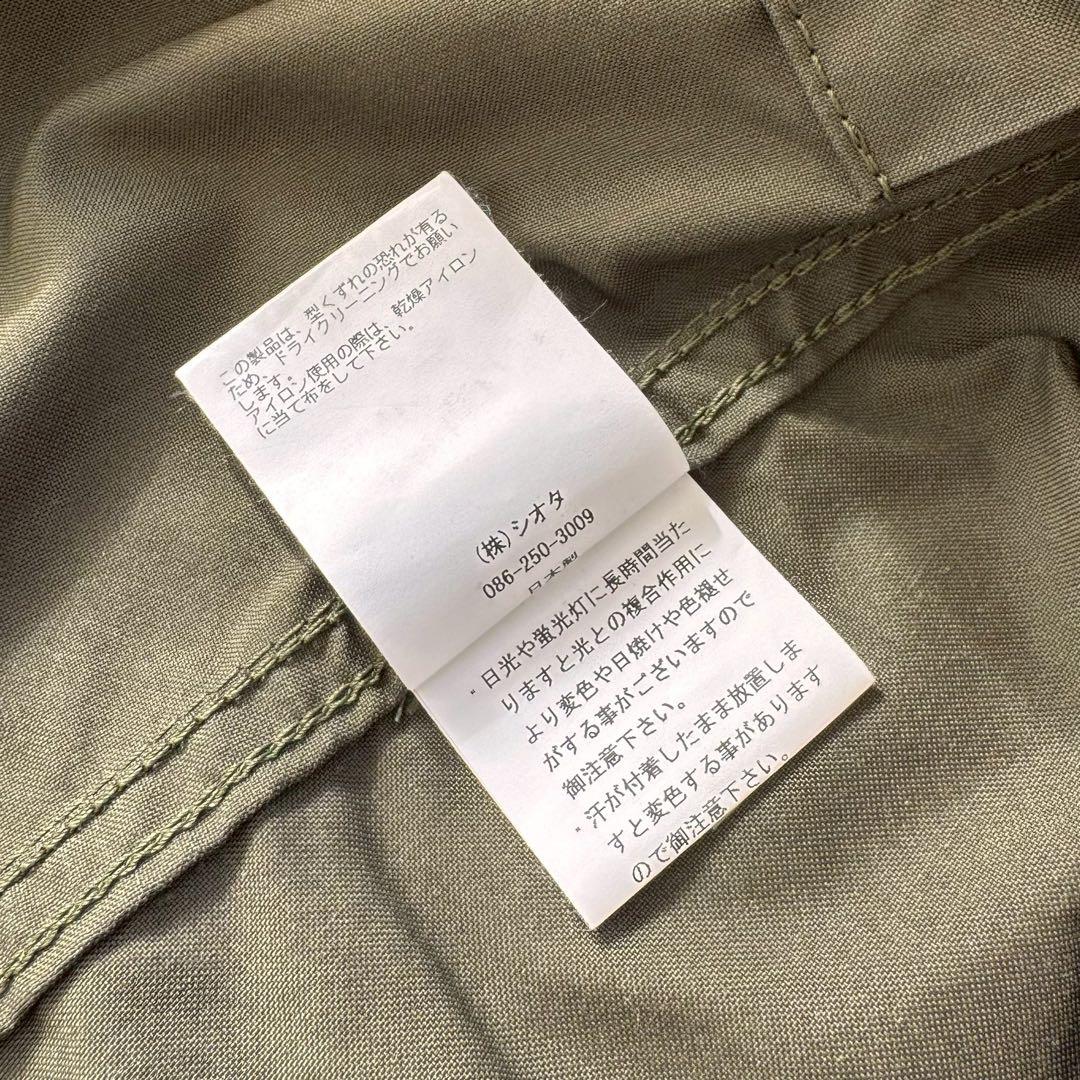 この製品は、型くずれの恐れが有る
ため、ドライクリーニングでお願い
します。
アイロン使用の際は、乾燥アイロン
に当て布をして下さい。
(株)シオタ
086-250-3009
日本製
"日光や蛍光灯に長時間当た
りますと光との複合作用に
より変色や日焼けや色褪せ
がする事がございますので
御注意下さい。
"汗が付着したまま放置しま
すと変色する事があります
ので御注意下さい。